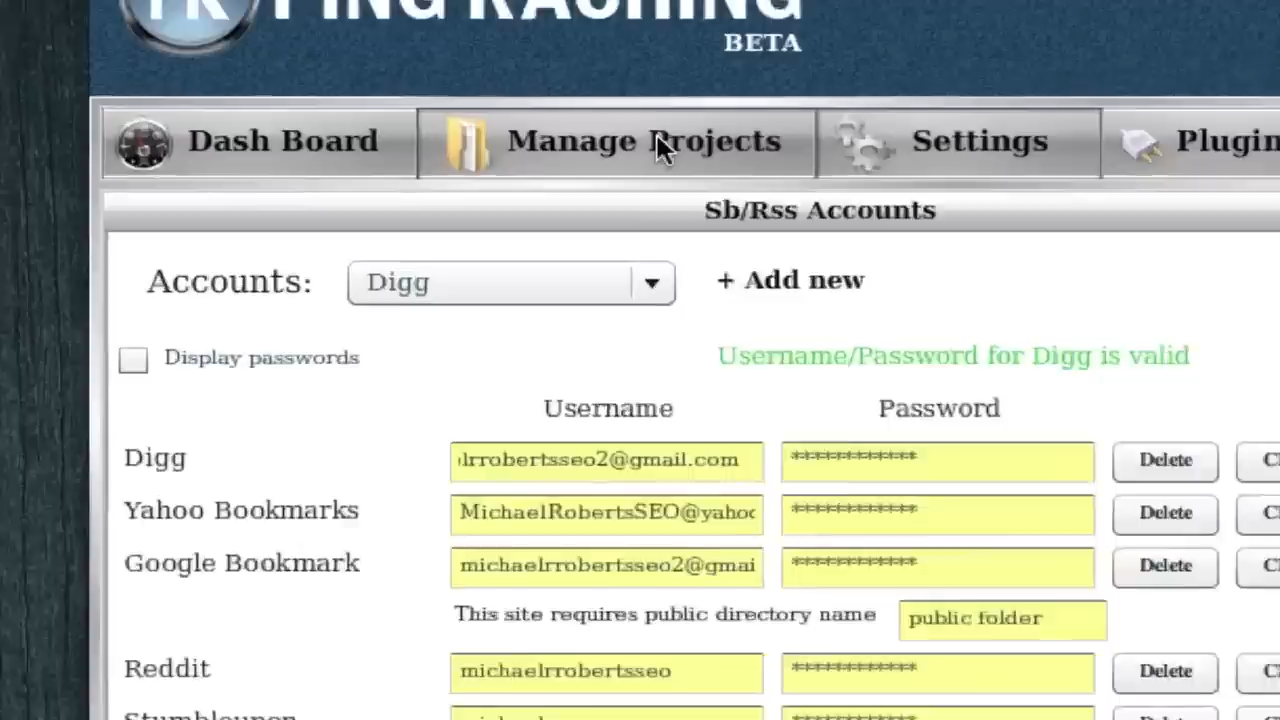 BETA
Dash Board
Manage Projects
Settings
Sb/Rss Accounts
Accounts:
Digg
+ Add new
Display passwords
Username/Password for Digg is valid
Username
Password
Digg
lrrobertsseo2@gmail.com
************
Delete
Yahoo Bookmarks
MichaelRobertsSEO@yahoo
************
Delete
Google Bookmark
michaelrrobertsseo2@gmai
************
Delete
This site requires public directory name
public folder
Reddit
michaelrrobertsseo
************
Delete